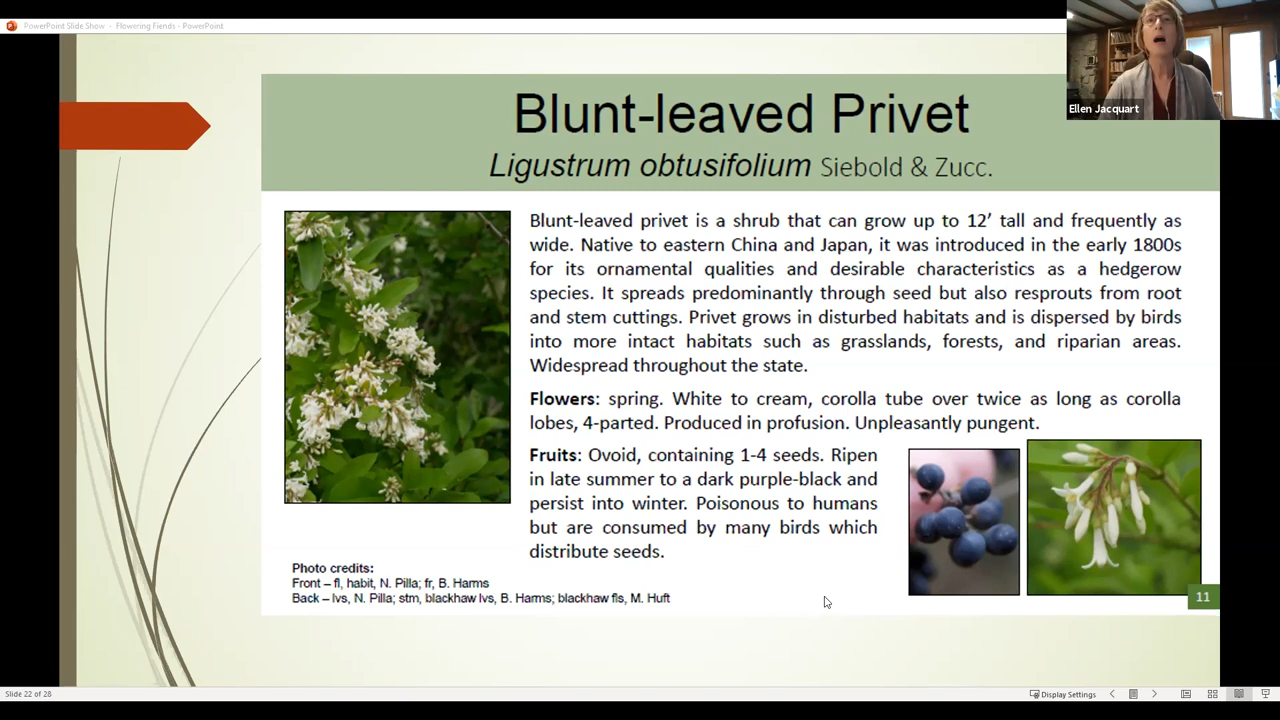 PowerPoint Slide Show - Flowering Fiends - PowerPoint
Ellen Jacquart
Blunt-leaved Privet
Ligustrum obtusifolium Siebold & Zucc.
Blunt-leaved privet is a shrub that can grow up to 12’ tall and frequently as
wide. Native to eastern China and Japan, it was introduced in the early 1800s
for its ornamental qualities and desirable characteristics as a hedgerow
species. It spreads predominantly through seed but also resprouts from root
and stem cuttings. Privet grows in disturbed habitats and is dispersed by birds
into more intact habitats such as grasslands, forests, and riparian areas.
Widespread throughout the state.
Flowers: spring. White to cream, corolla tube over twice as long as corolla
lobes, 4-parted. Produced in profusion. Unpleasantly pungent.
Fruits: Ovoid, containing 1-4 seeds. Ripen
in late summer to a dark purple-black and
persist into winter. Poisonous to humans
but are consumed by many birds which
distribute seeds.
Photo credits:
Front – fl, habit, N. Pilla; fr, B. Harms
Back – lvs, N. Pilla; stm, blackhaw lvs, B. Harms; blackhaw fls, M. Huft
11
Slide 22 of 28
Display Settings